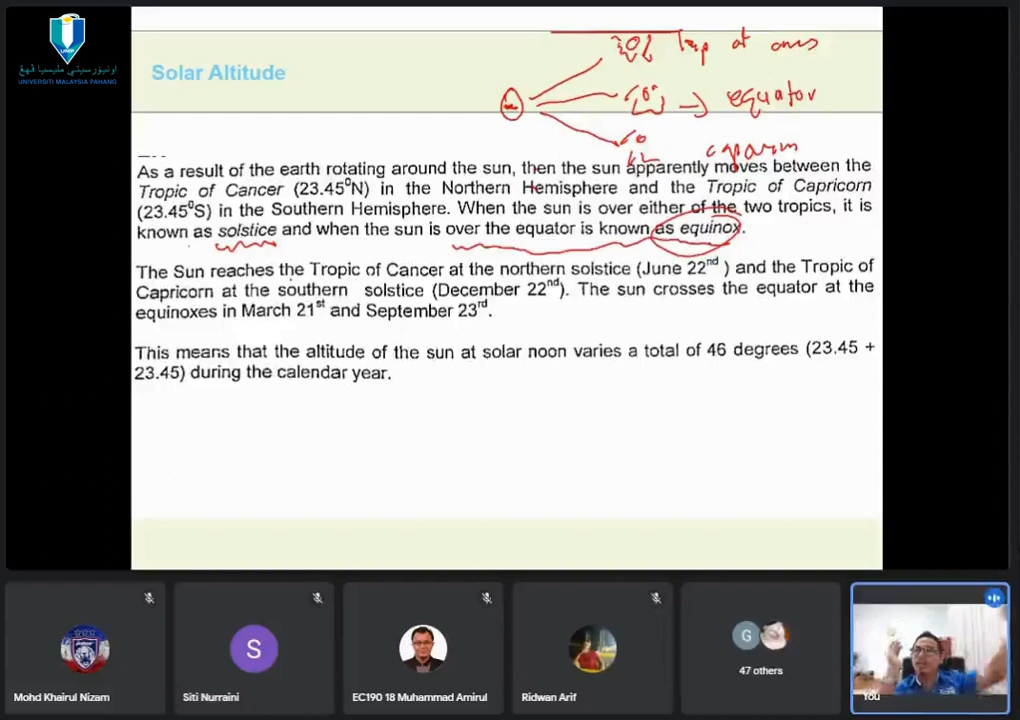 اونيۏرسيتي مليسيا ڤهڠ
UNIVERSITI MALAYSIA PAHANG
UMP
Solar Altitude
equator
As a result of the earth rotating around the sun, then the sun apparently moves between the
Tropic of Cancer (23.45⁰N) in the Northern Hemisphere and the Tropic of Capricorn
(23.45⁰S) in the Southern Hemisphere. When the sun is over either of the two tropics, it is
known as solstice and when the sun is over the equator is known as equinox.
The Sun reaches the Tropic of Cancer at the northern solstice (June 22nd ) and the Tropic of
Capricorn at the southern solstice (December 22nd). The sun crosses the equator at the
equinoxes in March 21st and September 23rd.
This means that the altitude of the sun at solar noon varies a total of 46 degrees (23.45 +
23.45) during the calendar year.
S
G
47 others
Mohd Khairul Nizam
Siti Nurraini
EC190 18 Muhammad Amirul
Ridwan Arif
You